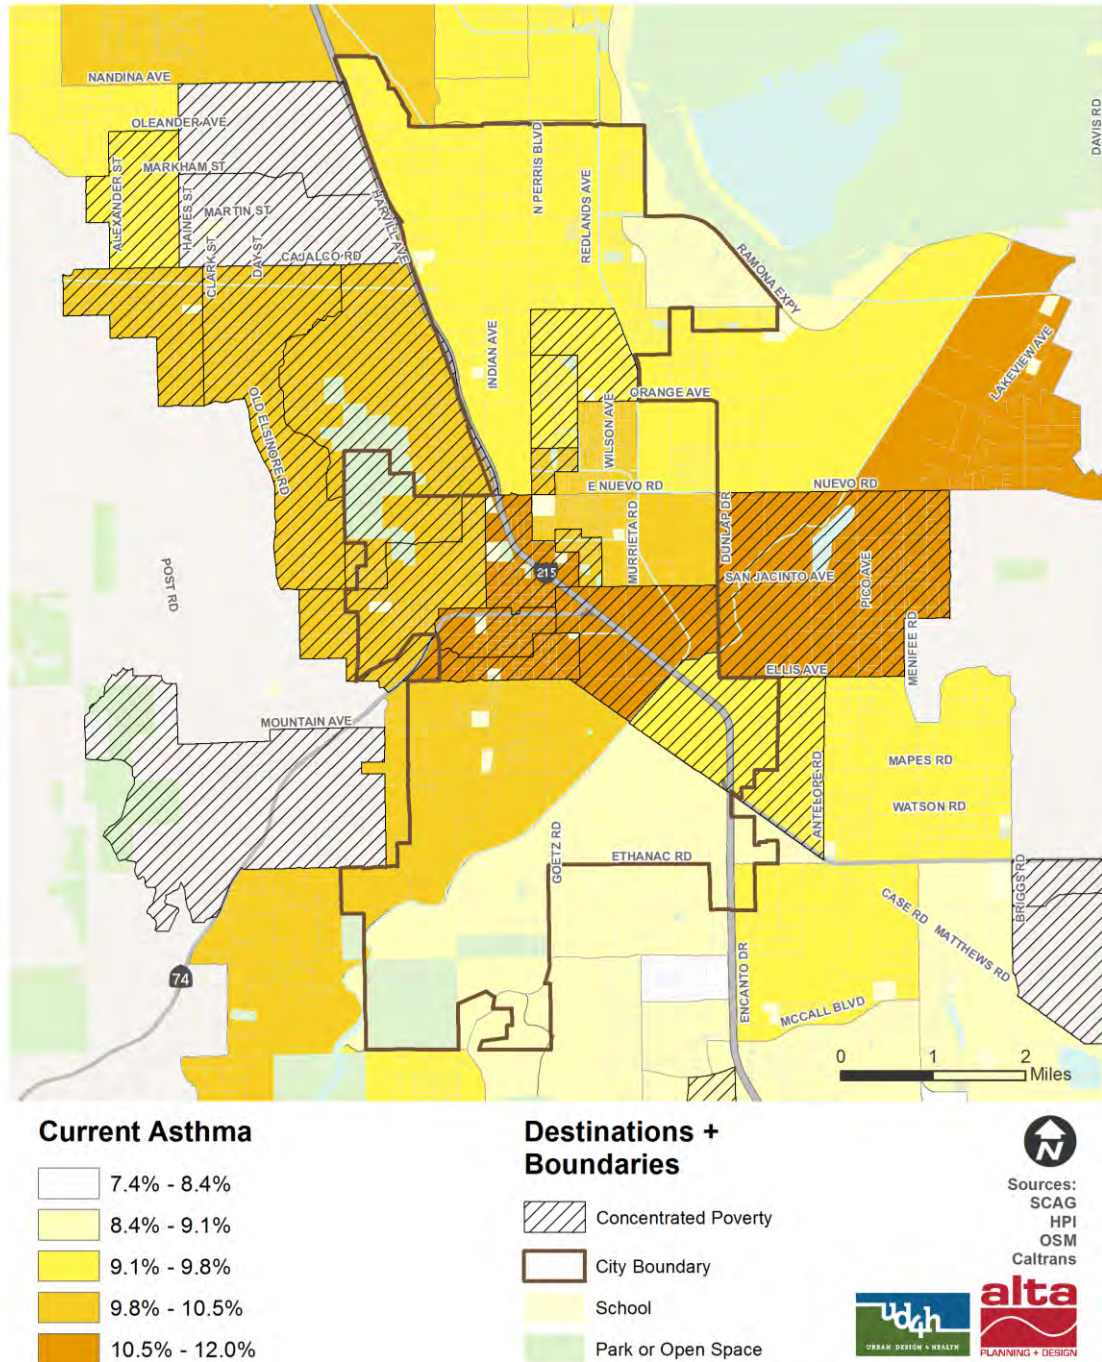 NANDINA AVE
OLEANDER AVE
MARKHAM ST
ALEXANDER ST
HAINES ST
MARTIN ST
CLARK ST
DAY ST
CAJALCO RD
HARVILL AVE
N PERRIS BLVD
REDLANDS AVE
DAVIS RD
RAMONA EXPY
INDIAN AVE
LAKEVIEW AVE
ORANGE AVE
WILSON AVE
OLD ELSINORE RD
E NUEVO RD
NUEVO RD
MURRIETA RD
DUNLAP DR
215
SAN JACINTO AVE
PICO AVE
POST RD
MENIFEE RD
ELLIS AVE
MOUNTAIN AVE
MAPES RD
ANTELORE RD
WATSON RD
GOETZ RD
ETHANAC RD
BRIGGS RD
CASE RD
MATTHEWS RD
74
ENCANTO DR
MCCALL BLVD
0 1 2
Miles
Current Asthma
7.4% - 8.4%
8.4% - 9.1%
9.1% - 9.8%
9.8% - 10.5%
10.5% - 12.0%
Destinations +
Boundaries
Concentrated Poverty
City Boundary
School
Park or Open Space
N
Sources:
SCAG
HPI
OSM
Caltrans
ud4h
URBAN DESIGN 4 HEALTH
alta
PLANNING + DESIGN